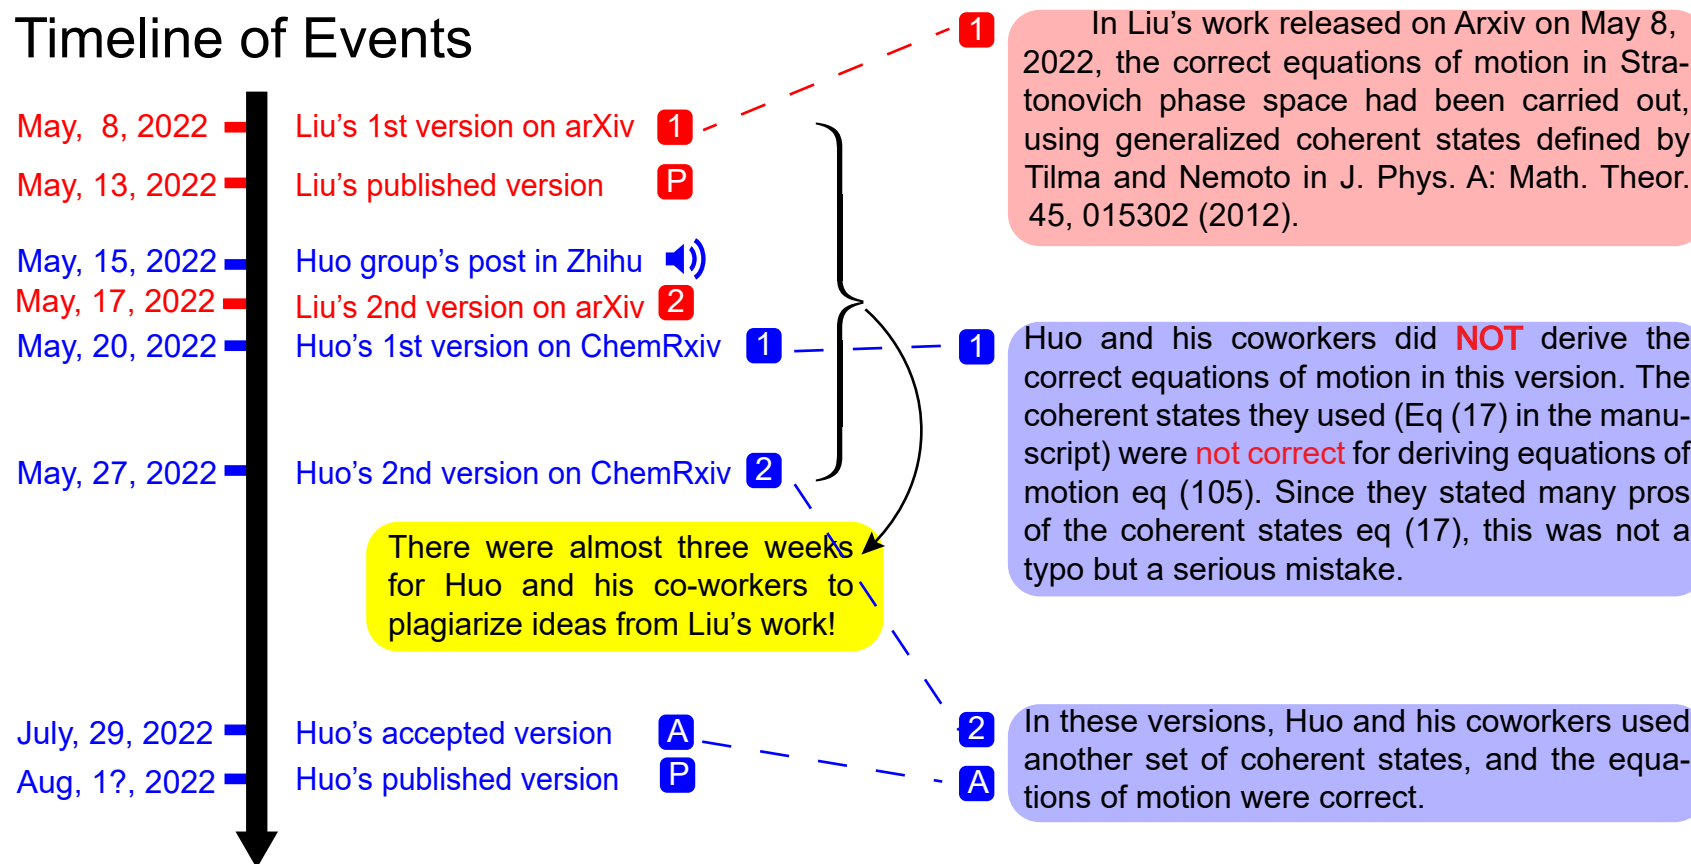 Timeline of Events
May, 8, 2022 Liu's 1st version on arXiv 1
May, 13, 2022 Liu's published version P
May, 15, 2022 Huo group's post in Zhihu
May, 17, 2022 Liu's 2nd version on arXiv 2
May, 20, 2022 Huo's 1st version on ChemRxiv 1
May, 27, 2022 Huo's 2nd version on ChemRxiv 2
There were almost three weeks
for Huo and his co-workers to
plagiarize ideas from Liu's work!
July, 29, 2022 Huo's accepted version A
Aug, 1?, 2022 Huo's published version P
1
In Liu's work released on Arxiv on May 8,
2022, the correct equations of motion in Stra-
tonovich phase space had been carried out,
using generalized coherent states defined by
Tilma and Nemoto in J. Phys. A: Math. Theor.
45, 015302 (2012).
1
Huo and his coworkers did NOT derive the
correct equations of motion in this version. The
coherent states they used (Eq (17) in the manu-
script) were not correct for deriving equations of
motion eq (105). Since they stated many pros
of the coherent states eq (17), this was not a
typo but a serious mistake.
2
A
In these versions, Huo and his coworkers used
another set of coherent states, and the equa-
tions of motion were correct.